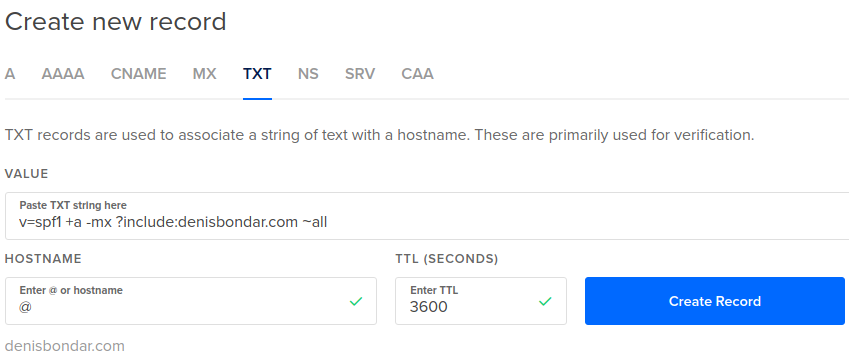 Create new record
A AAAA CNAME MX TXT NS SRV CAA
TXT records are used to associate a string of text with a hostname. These are primarily used for verification.
VALUE
Paste TXT string here
v=spf1 +a -mx ?include:denisbondar.com ~all
HOSTNAME TTL (SECONDS)
Enter @ or hostname Enter TTL
@ 3600 Create Record
denisbondar.com